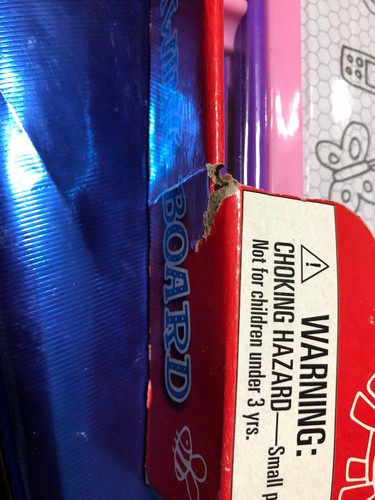 BOARD
WARNING:
CHOKING HAZARD—Small p
Not for children under 3 yrs.